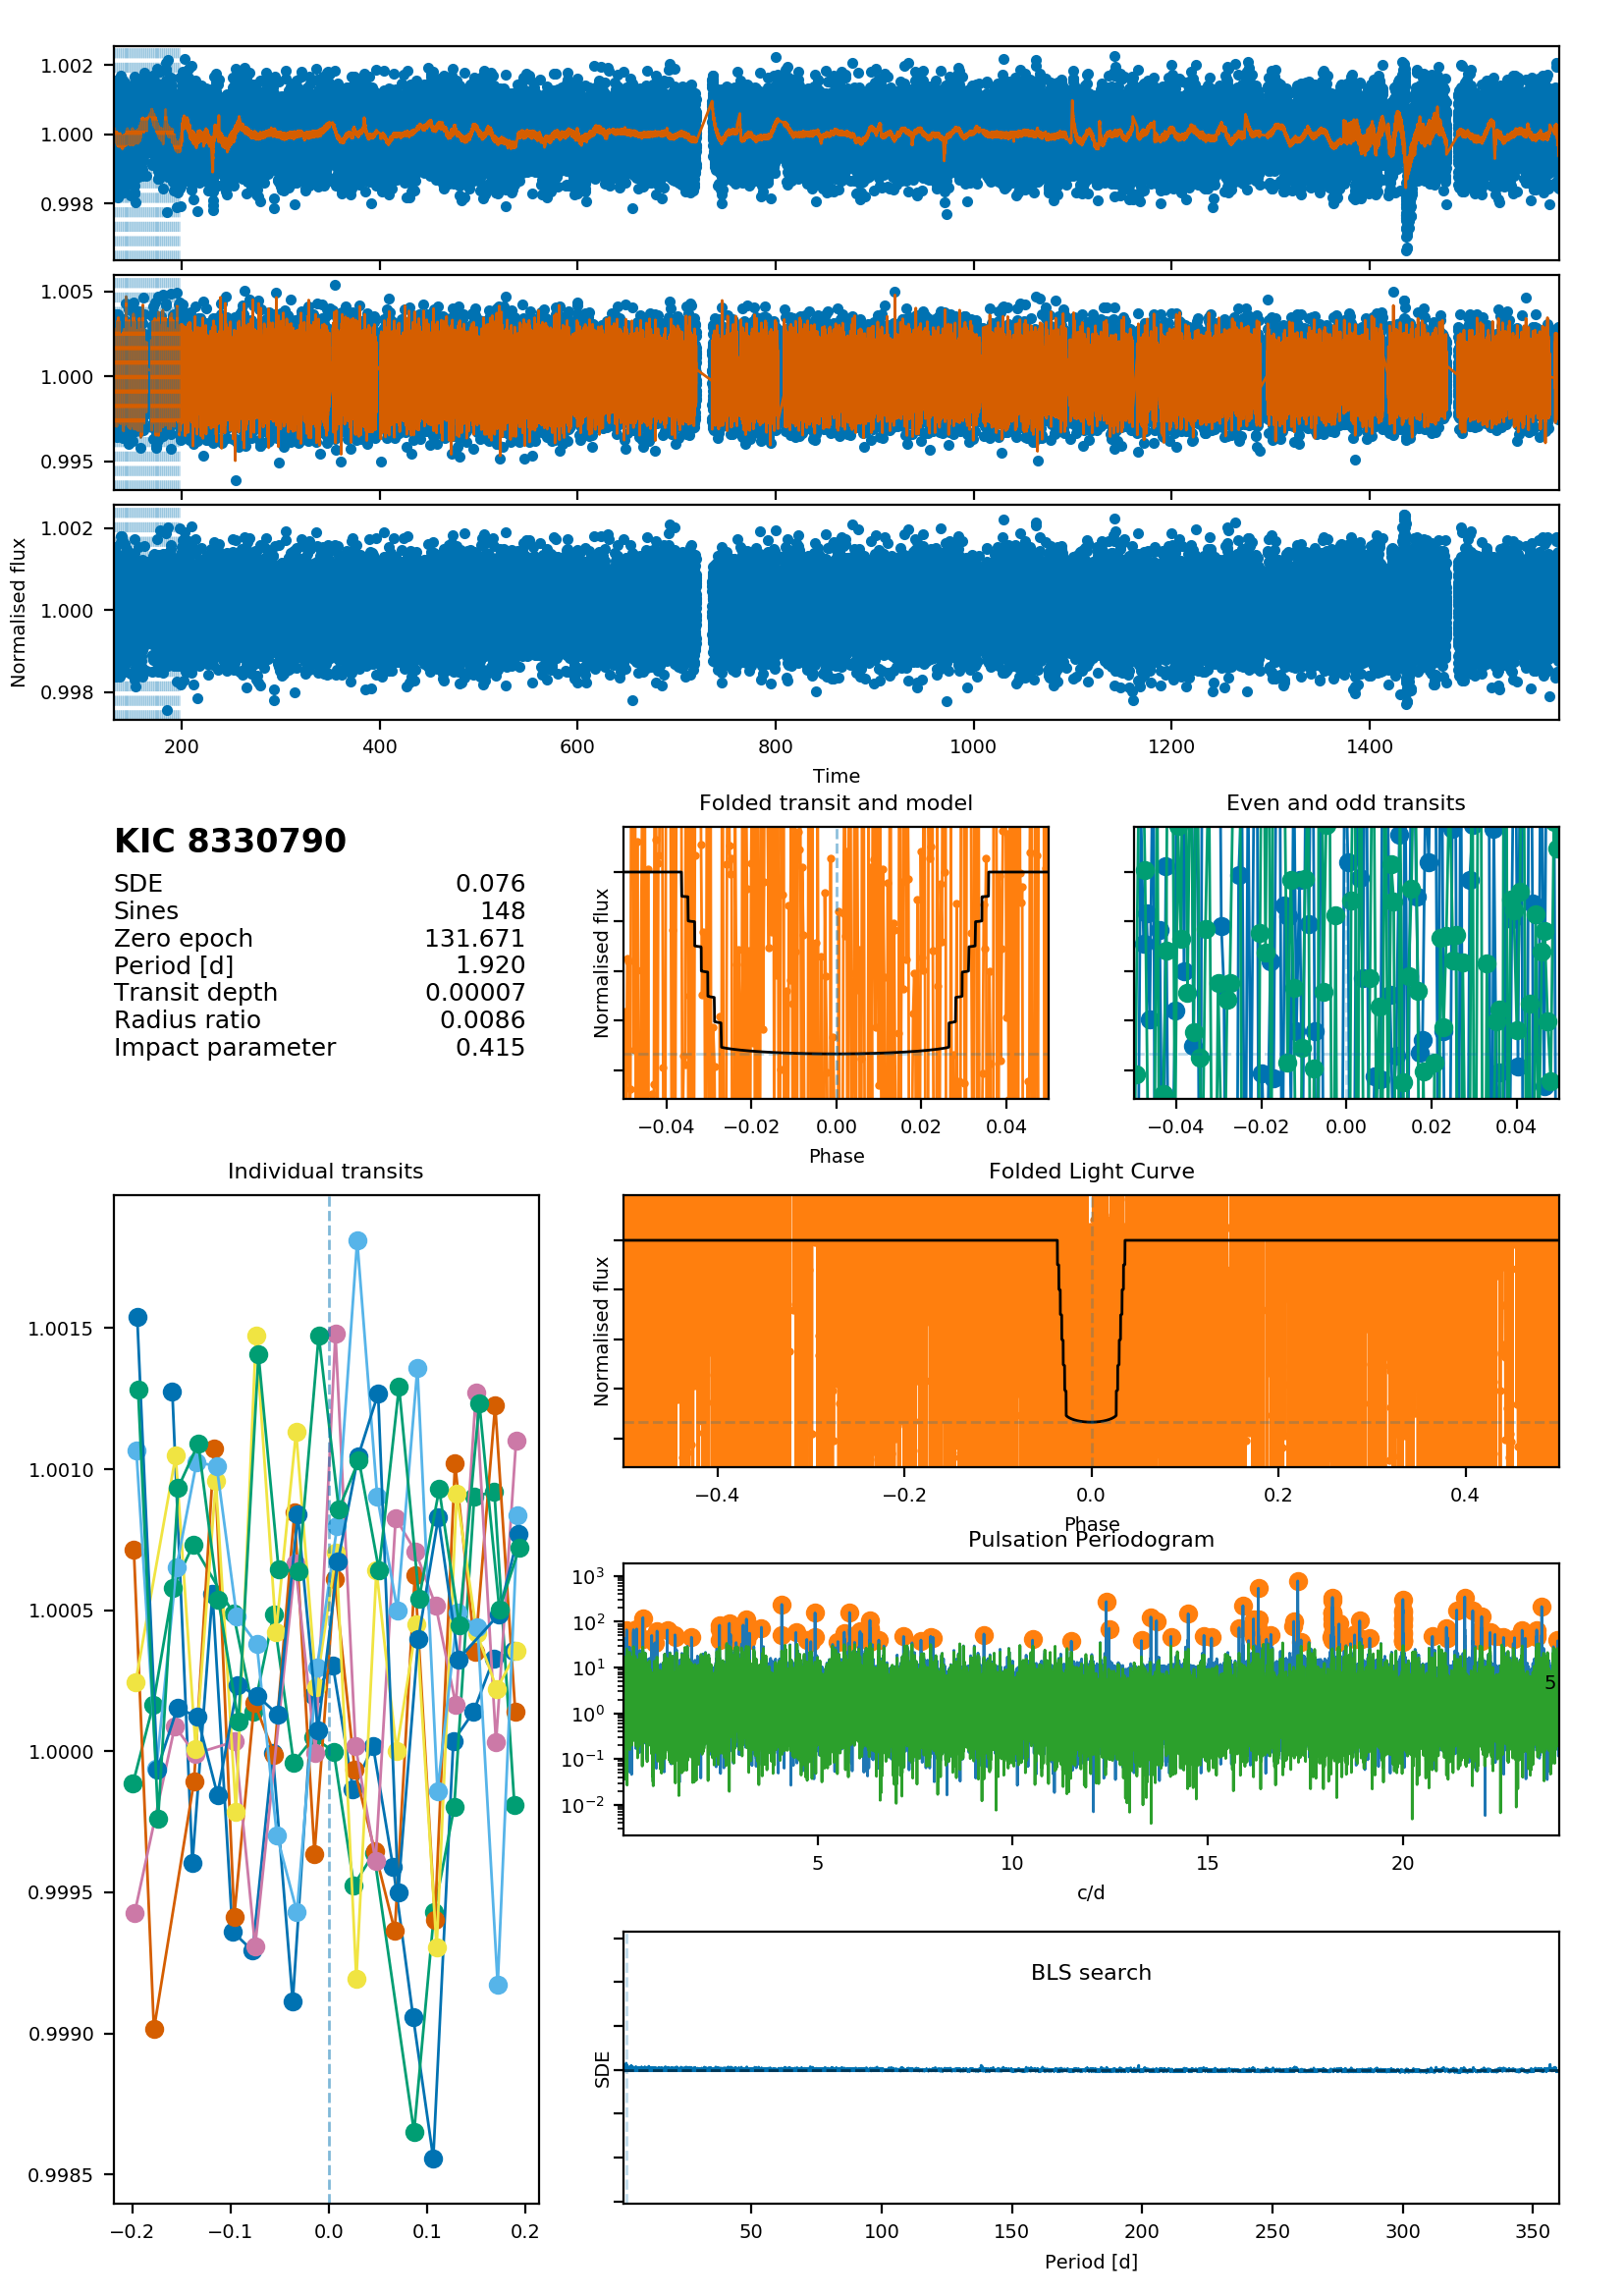 1.002
1.000
0.998
1.005
1.000
0.995
1.002
1.000
0.998
Normalised flux
200 400 600 800 1000 1200 1400
Time
KIC 8330790
SDE 0.076
Sines 148
Zero epoch 131.671
Period [d] 1.920
Transit depth 0.00007
Radius ratio 0.0086
Impact parameter 0.415
Folded transit and model
Normalised flux
−0.04 −0.02 0.00 0.02 0.04
Phase
Even and odd transits
−0.04 −0.02 0.00 0.02 0.04
Individual transits
1.0015
1.0010
1.0005
1.0000
0.9995
0.9990
0.9985
−0.2 −0.1 0.0 0.1 0.2
Folded Light Curve
Normalised flux
−0.4 −0.2 0.0 0.2 0.4
Phase
Pulsation Periodogram
10³
10²
10¹
10⁰
10⁻¹
10⁻²
5
5 10 15 20
c/d
BLS search
SDE
50 100 150 200 250 300 350
Period [d]